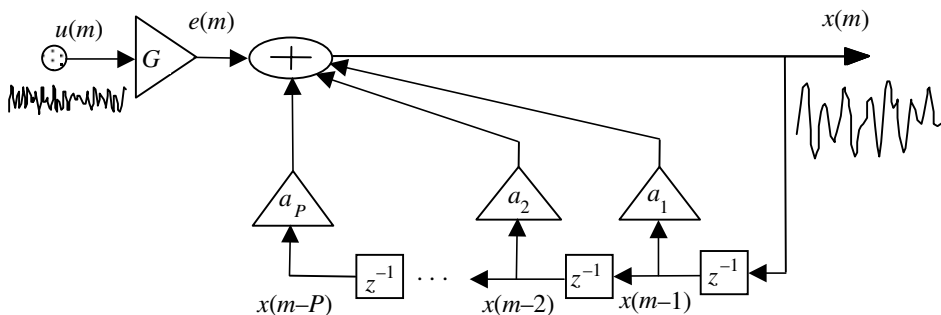 u(m) e(m) x(m)
G +
a_P a_2 a_1
z^{-1} . . . z^{-1} z^{-1}
x(m–P) x(m–2) x(m–1)